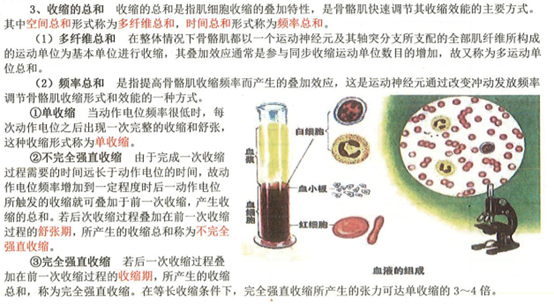 3、收缩的总和 收缩的总和是指肌细胞收缩的叠加特性，是骨骼肌快速调节其收缩效能的主要方式。
其中空间总和形式称为多纤维总和，时间总和形式称为频率总和。
（1）多纤维总和 在整体情况下骨骼肌都以一个运动神经元及其轴突分支所支配的全部肌纤维所构成
的运动单位为基本单位进行收缩，其叠加效应通常是参与同步收缩运动单位数目的增加，故又称为多运动单
位总和。
（2）频率总和 是指提高骨骼肌收缩频率而产生的叠加效应，这是运动神经元通过改变冲动发放频率
调节骨骼肌收缩形式和效能的一种方式。
①单收缩 当动作电位频率很低时，每
次动作电位之后出现一次完整的收缩和舒张，
这种收缩形式称为单收缩。
②不完全强直收缩 由于完成一次收缩
过程需要的时间远长于动作电位的时间，故动
作电位频率增加到一定程度时后一动作电位
所触发的收缩就可叠加于前一次收缩，产生收
缩的总和。若后次收缩过程叠加在前一次收缩
过程的舒张期，所产生的收缩总和称为不完全
强直收缩。
③完全强直收缩 若后一次收缩过程叠
加在前一次收缩过程的收缩期，所产生的收缩
总和，称为完全强直收缩。在等长收缩条件下，完全强直收缩所产生的张力可达单收缩的3～4倍。
血浆
血细胞
白细胞
血小板
红细胞
血液的组成